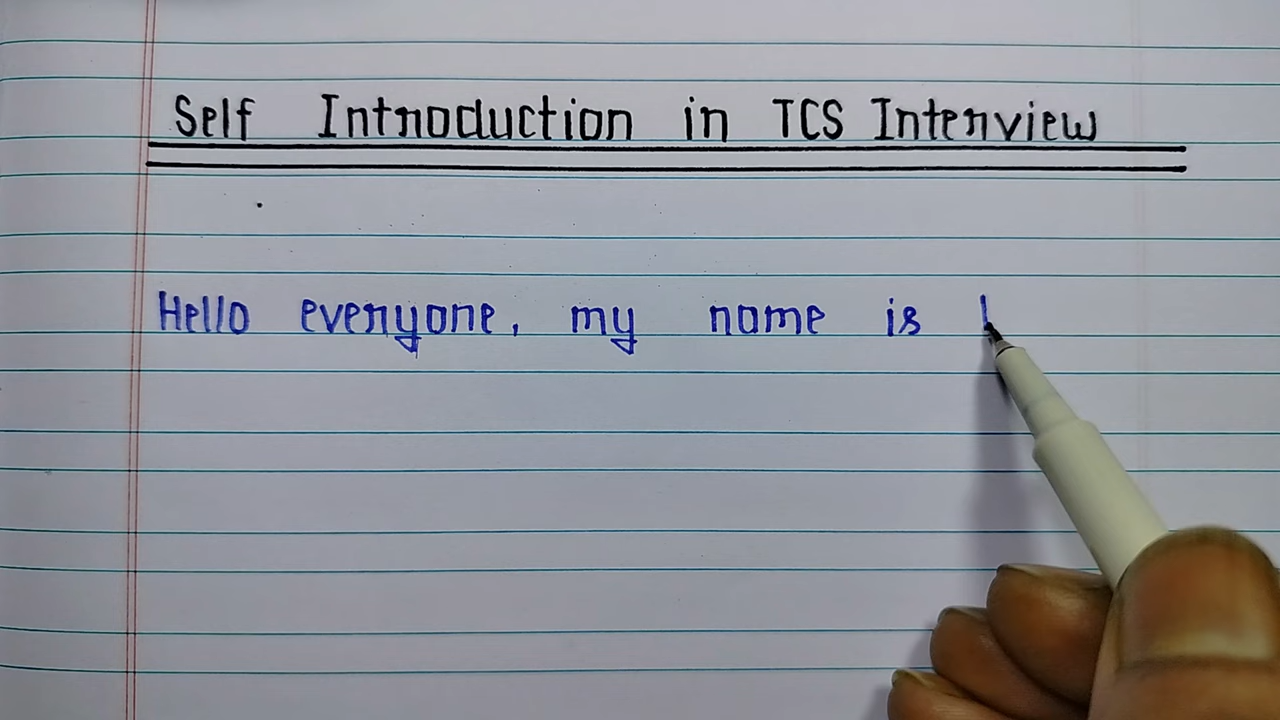 Self Introduction in TCS Interview
Hello everyone, my name is